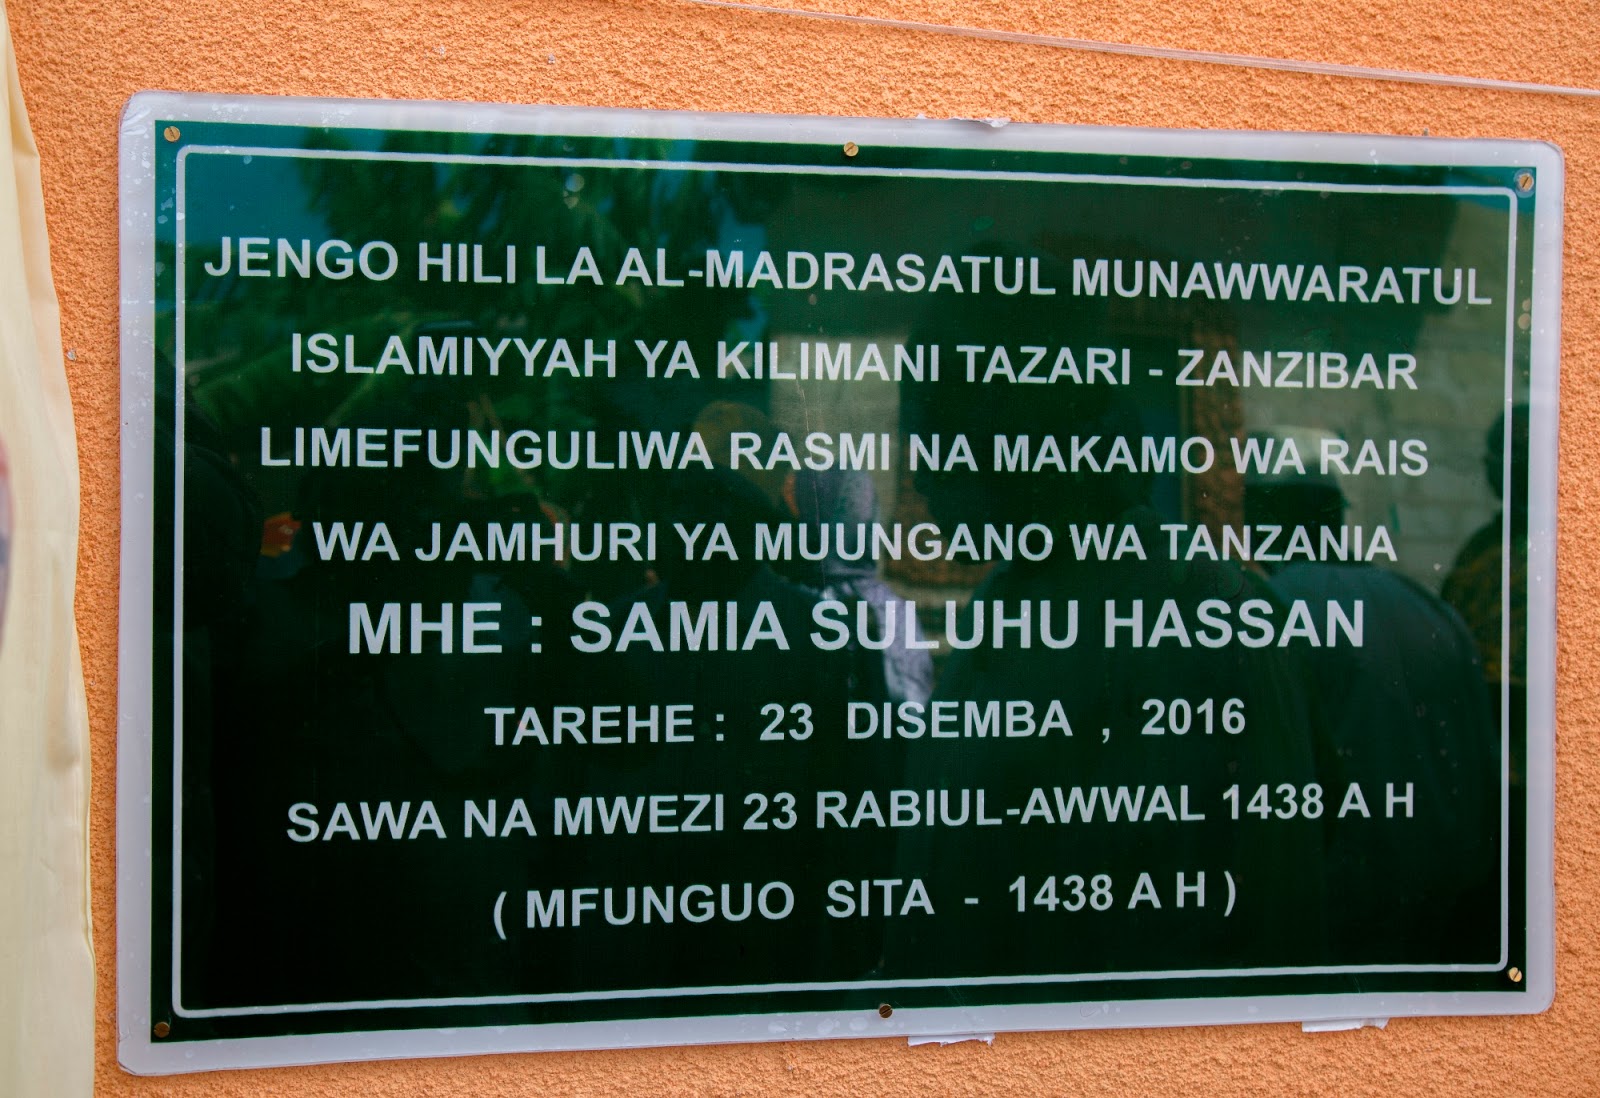 JENGO HILI LA AL-MADRASATUL MUNAWWARATUL
ISLAMIYYAH YA KILIMANI TAZARI - ZANZIBAR
LIMEFUNGULIWA RASMI NA MAKAMO WA RAIS
WA JAMHURI YA MUUNGANO WA TANZANIA
MHE : SAMIA SULUHU HASSAN
TAREHE : 23 DISEMBA , 2016
SAWA NA MWEZI 23 RABIUL-AWWAL 1438 A H
( MFUNGUO SITA - 1438 A H )